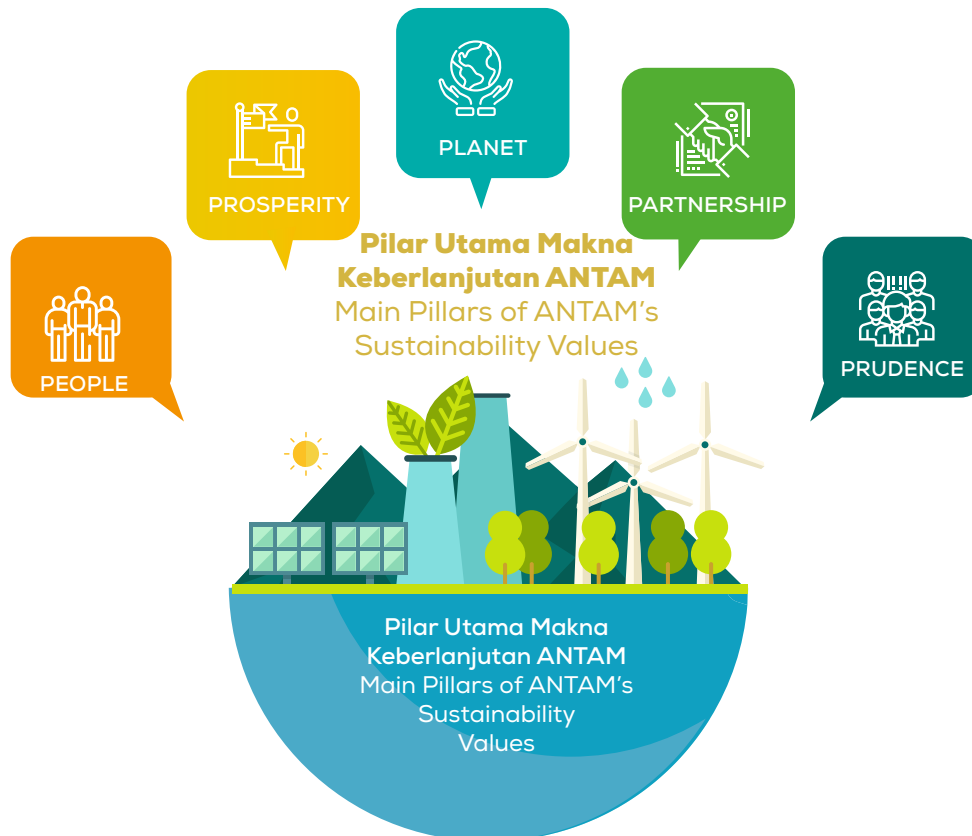 PLANET
PROSPERITY
PARTNERSHIP
PEOPLE
PRUDENCE
Pilar Utama Makna
Keberlanjutan ANTAM
Main Pillars of ANTAM’s
Sustainability Values
Pilar Utama Makna
Keberlanjutan ANTAM
Main Pillars of ANTAM’s
Sustainability
Values